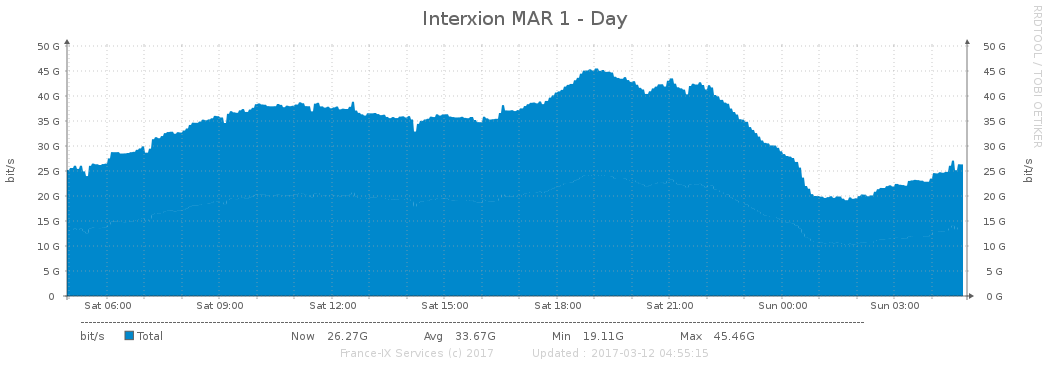 Interxion MAR 1 - Day
RRDTOOL / TOBI OETIKER
bit/s
50 G 50 G
45 G 45 G
40 G 40 G
35 G 35 G
30 G 30 G
25 G 25 G
20 G 20 G
15 G 15 G
10 G 10 G
5 G 5 G
0 0 G
bit/s
Sat 06:00 Sat 09:00 Sat 12:00 Sat 15:00 Sat 18:00 Sat 21:00 Sun 00:00 Sun 03:00
bit/s Total Now 26.27G Avg 33.67G Min 19.11G Max 45.46G
France-IX Services (c) 2017 Updated : 2017-03-12 04:55:15